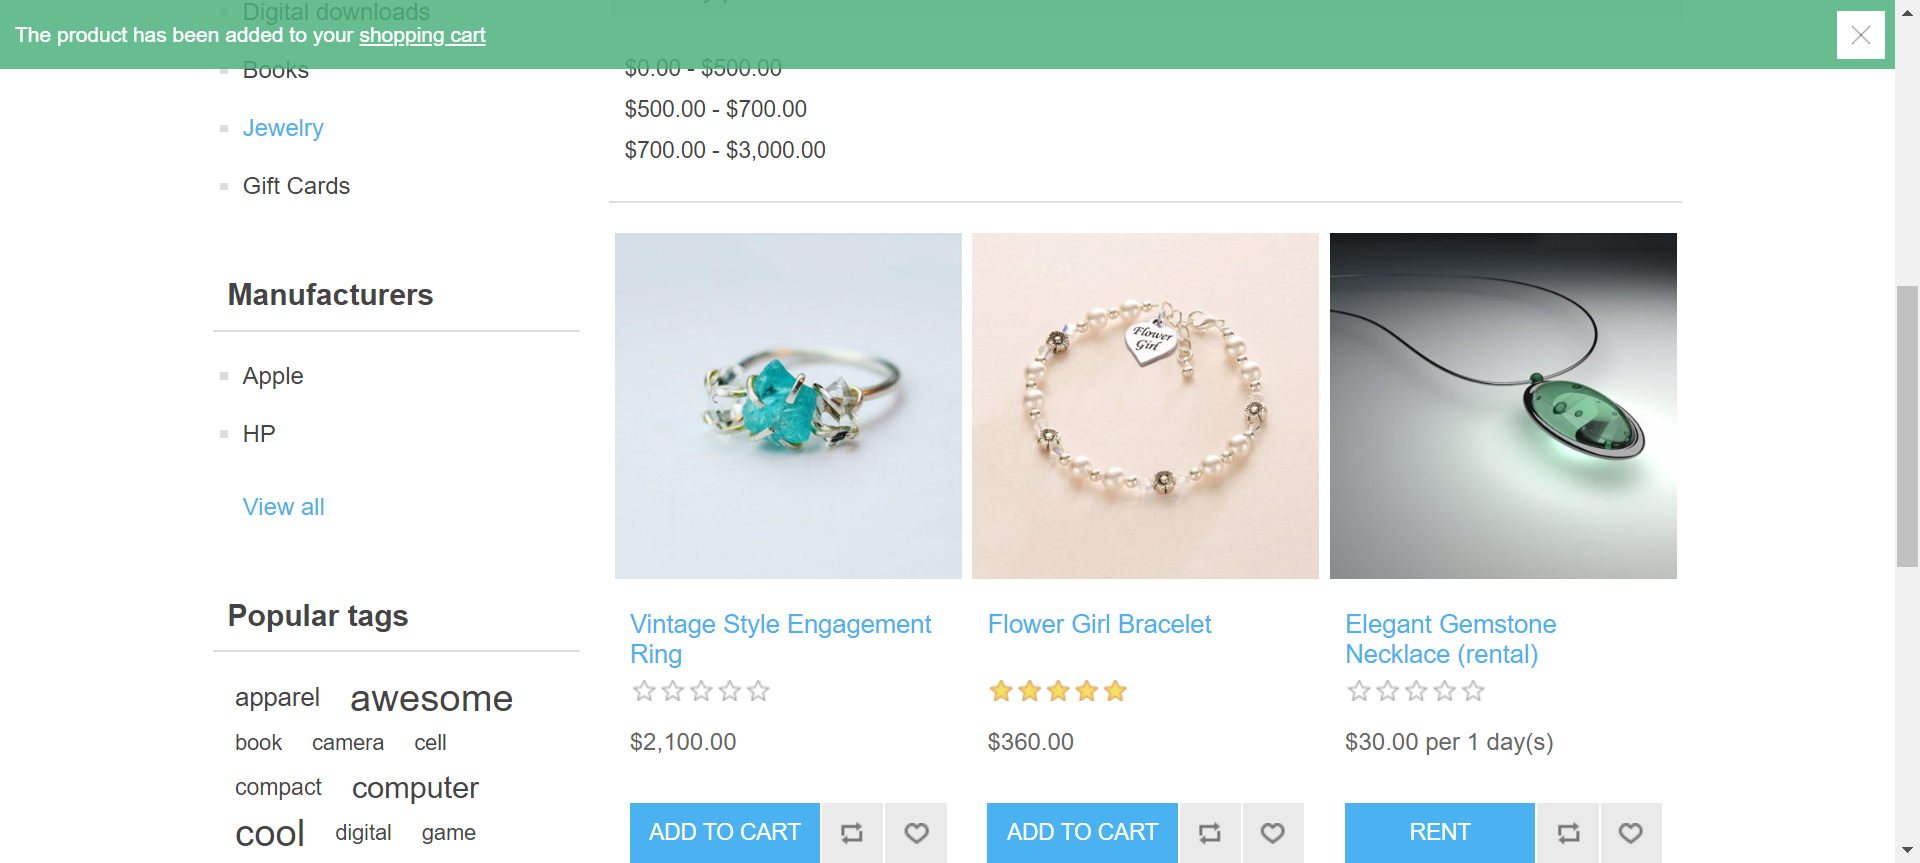 Digital downloads
The product has been added to your shopping cart
Books
Jewelry
Gift Cards
$0.00 - $500.00
$500.00 - $700.00
$700.00 - $3,000.00
Manufacturers
Apple
HP
View all
Popular tags
apparel awesome
book camera cell
compact computer
cool digital game
Flower
Girl
Vintage Style Engagement
Ring
$2,100.00
ADD TO CART
Flower Girl Bracelet
$360.00
ADD TO CART
Elegant Gemstone
Necklace (rental)
$30.00 per 1 day(s)
RENT